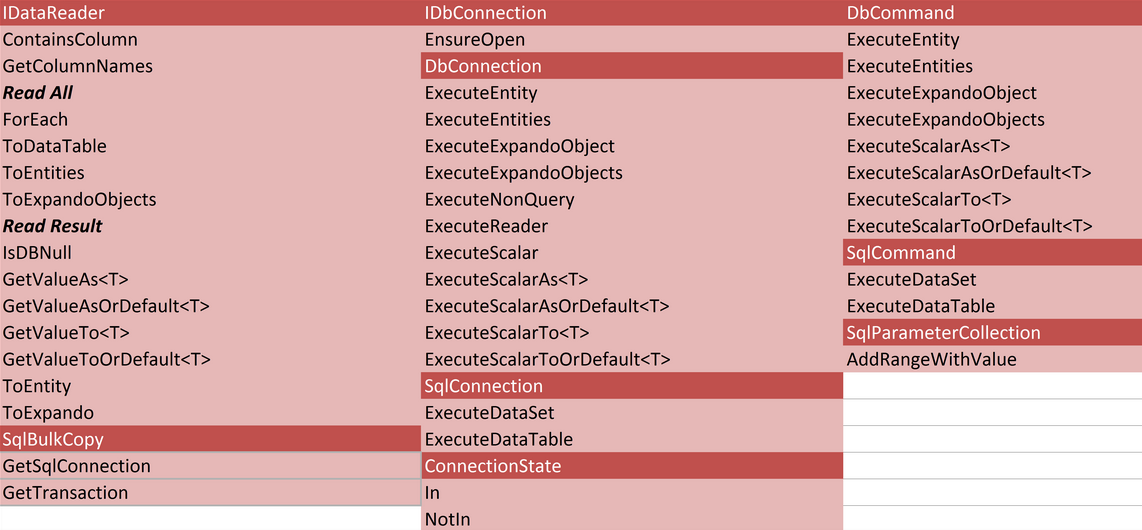 IDataReader
ContainsColumn
GetColumnNames
Read All
ForEach
ToDataTable
ToEntities
ToExpandoObjects
Read Result
IsDBNull
GetValueAs<T>
GetValueAsOrDefault<T>
GetValueTo<T>
GetValueToOrDefault<T>
ToEntity
ToExpando
SqlBulkCopy
GetSqlConnection
GetTransaction
IDbConnection
EnsureOpen
DbConnection
ExecuteEntity
ExecuteEntities
ExecuteExpandoObject
ExecuteExpandoObjects
ExecuteNonQuery
ExecuteReader
ExecuteScalar
ExecuteScalarAs<T>
ExecuteScalarAsOrDefault<T>
ExecuteScalarTo<T>
ExecuteScalarToOrDefault<T>
SqlConnection
ExecuteDataSet
ExecuteDataTable
ConnectionState
In
NotIn
DbCommand
ExecuteEntity
ExecuteEntities
ExecuteExpandoObject
ExecuteExpandoObjects
ExecuteScalarAs<T>
ExecuteScalarAsOrDefault<T>
ExecuteScalarTo<T>
ExecuteScalarToOrDefault<T>
SqlCommand
ExecuteDataSet
ExecuteDataTable
SqlParameterCollection
AddRangeWithValue